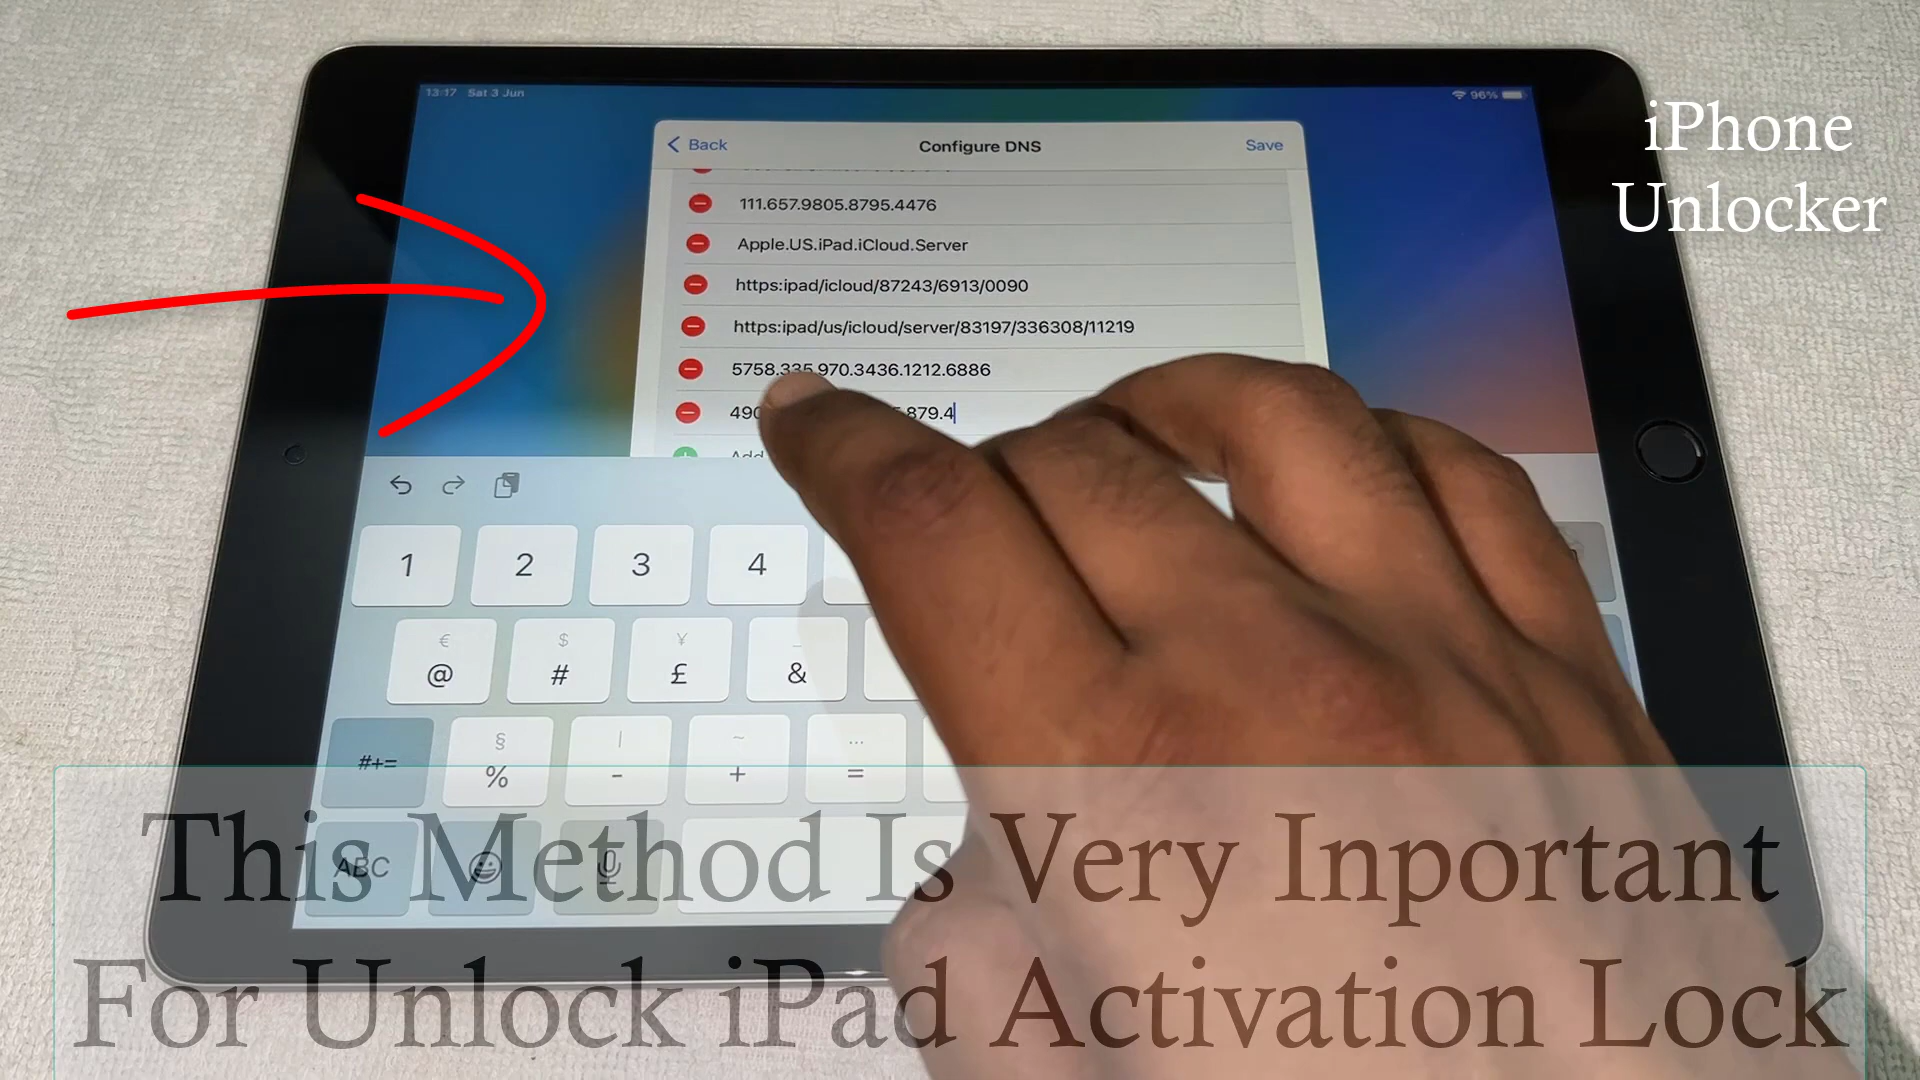 13:17 Sat 3 Jun
96%
iPhone
Unlocker
Back
Configure DNS
Save
111.657.9805.8795.4476
Apple.US.iPad.iCloud.Server
https:ipad/icloud/87243/6913/0090
https:ipad/us/icloud/server/83197/336308/11219
5758.335.970.3436.1212.6886
490 .879.4
Add
1 2 3 4
€ $ ¥
@ # £ &
§ | ~ …
#+= % - + =
ABC
This Method Is Very Inportant
For Unlock iPad Activation Lock